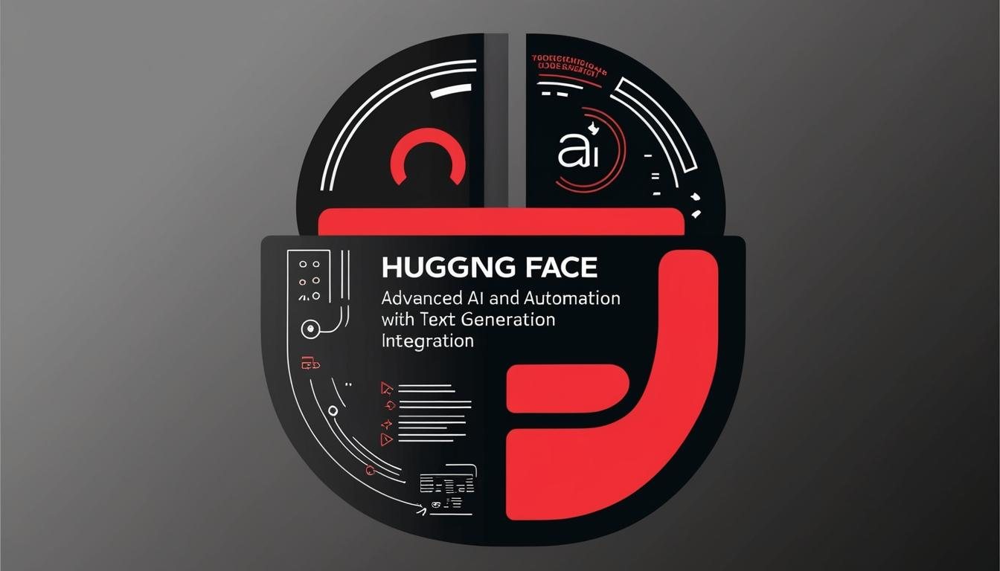 ai
HUGGNG FACE
Advanced AI and Automation
with Text Generation
Integration